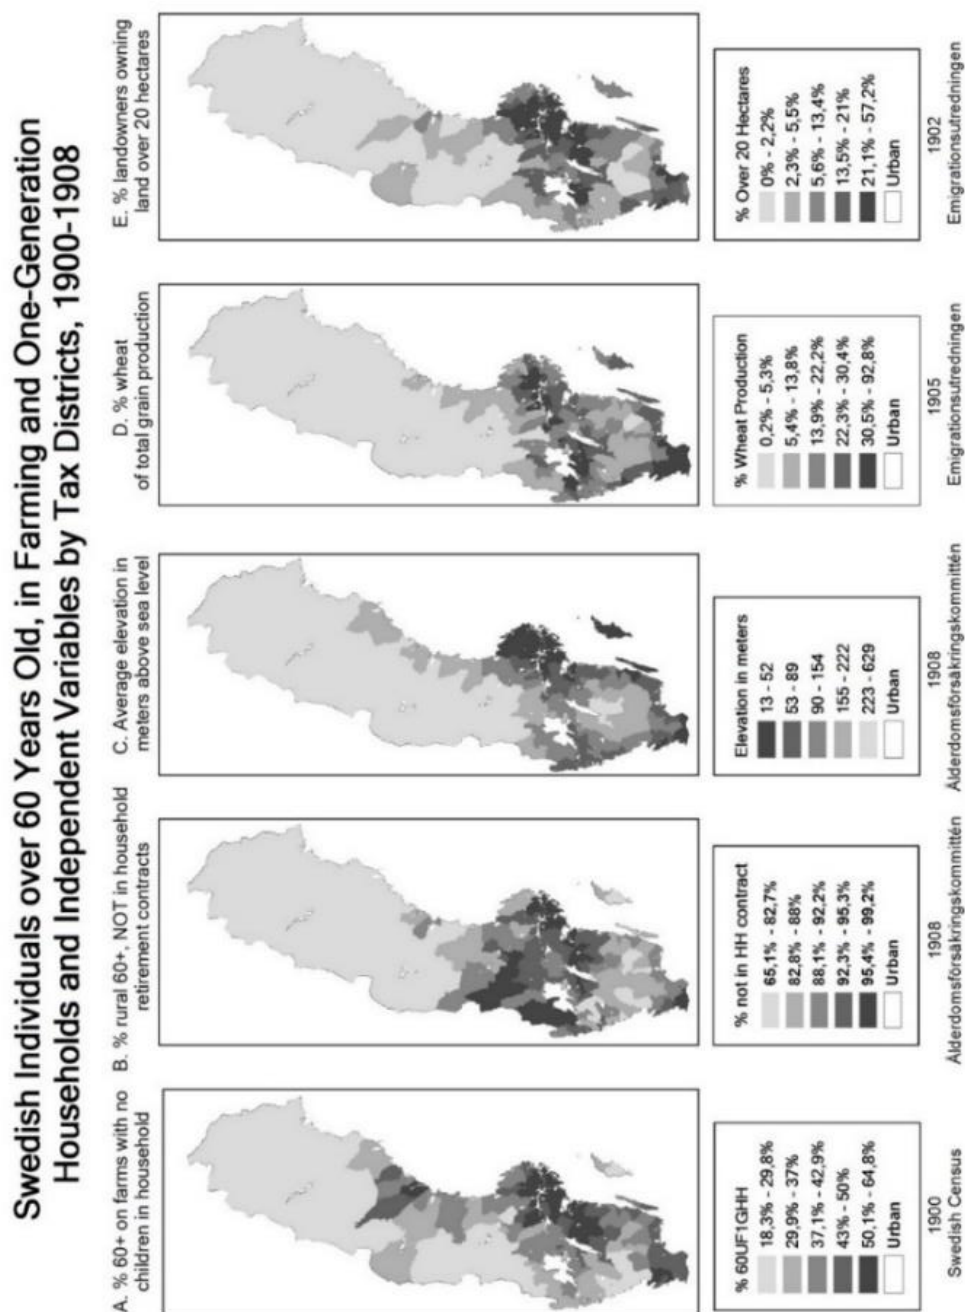 Swedish Individuals over 60 Years Old, in Farming and One-Generation
Households and Independent Variables by Tax Districts, 1900-1908
A. % 60+ on farms with no
children in household
B. % rural 60+, NOT in household
retirement contracts
C. Average elevation in
meters above sea level
D. % wheat
of total grain production
E. % landowners owning
land over 20 hectares
% 60UF1GHH
18,3% - 29,8%
29,9% - 37%
37,1% - 42,9%
43% - 50%
50,1% - 64,8%
Urban
1900
Swedish Census
% not in HH contract
65,1% - 82,7%
82,8% - 88%
88,1% - 92,2%
92,3% - 95,3%
95,4% - 99,2%
Urban
1908
Ålderdomsförsäkringskommittén
Elevation in meters
13 - 52
53 - 89
90 - 154
155 - 222
223 - 629
Urban
1908
Ålderdomsförsäkringskommittén
% Wheat Production
0,2% - 5,3%
5,4% - 13,8%
13,9% - 22,2%
22,3% - 30,4%
30,5% - 92,8%
Urban
1905
Emigrationsutredningen
% Over 20 Hectares
0% - 2,2%
2,3% - 5,5%
5,6% - 13,4%
13,5% - 21%
21,1% - 57,2%
Urban
1902
Emigrationsutredningen